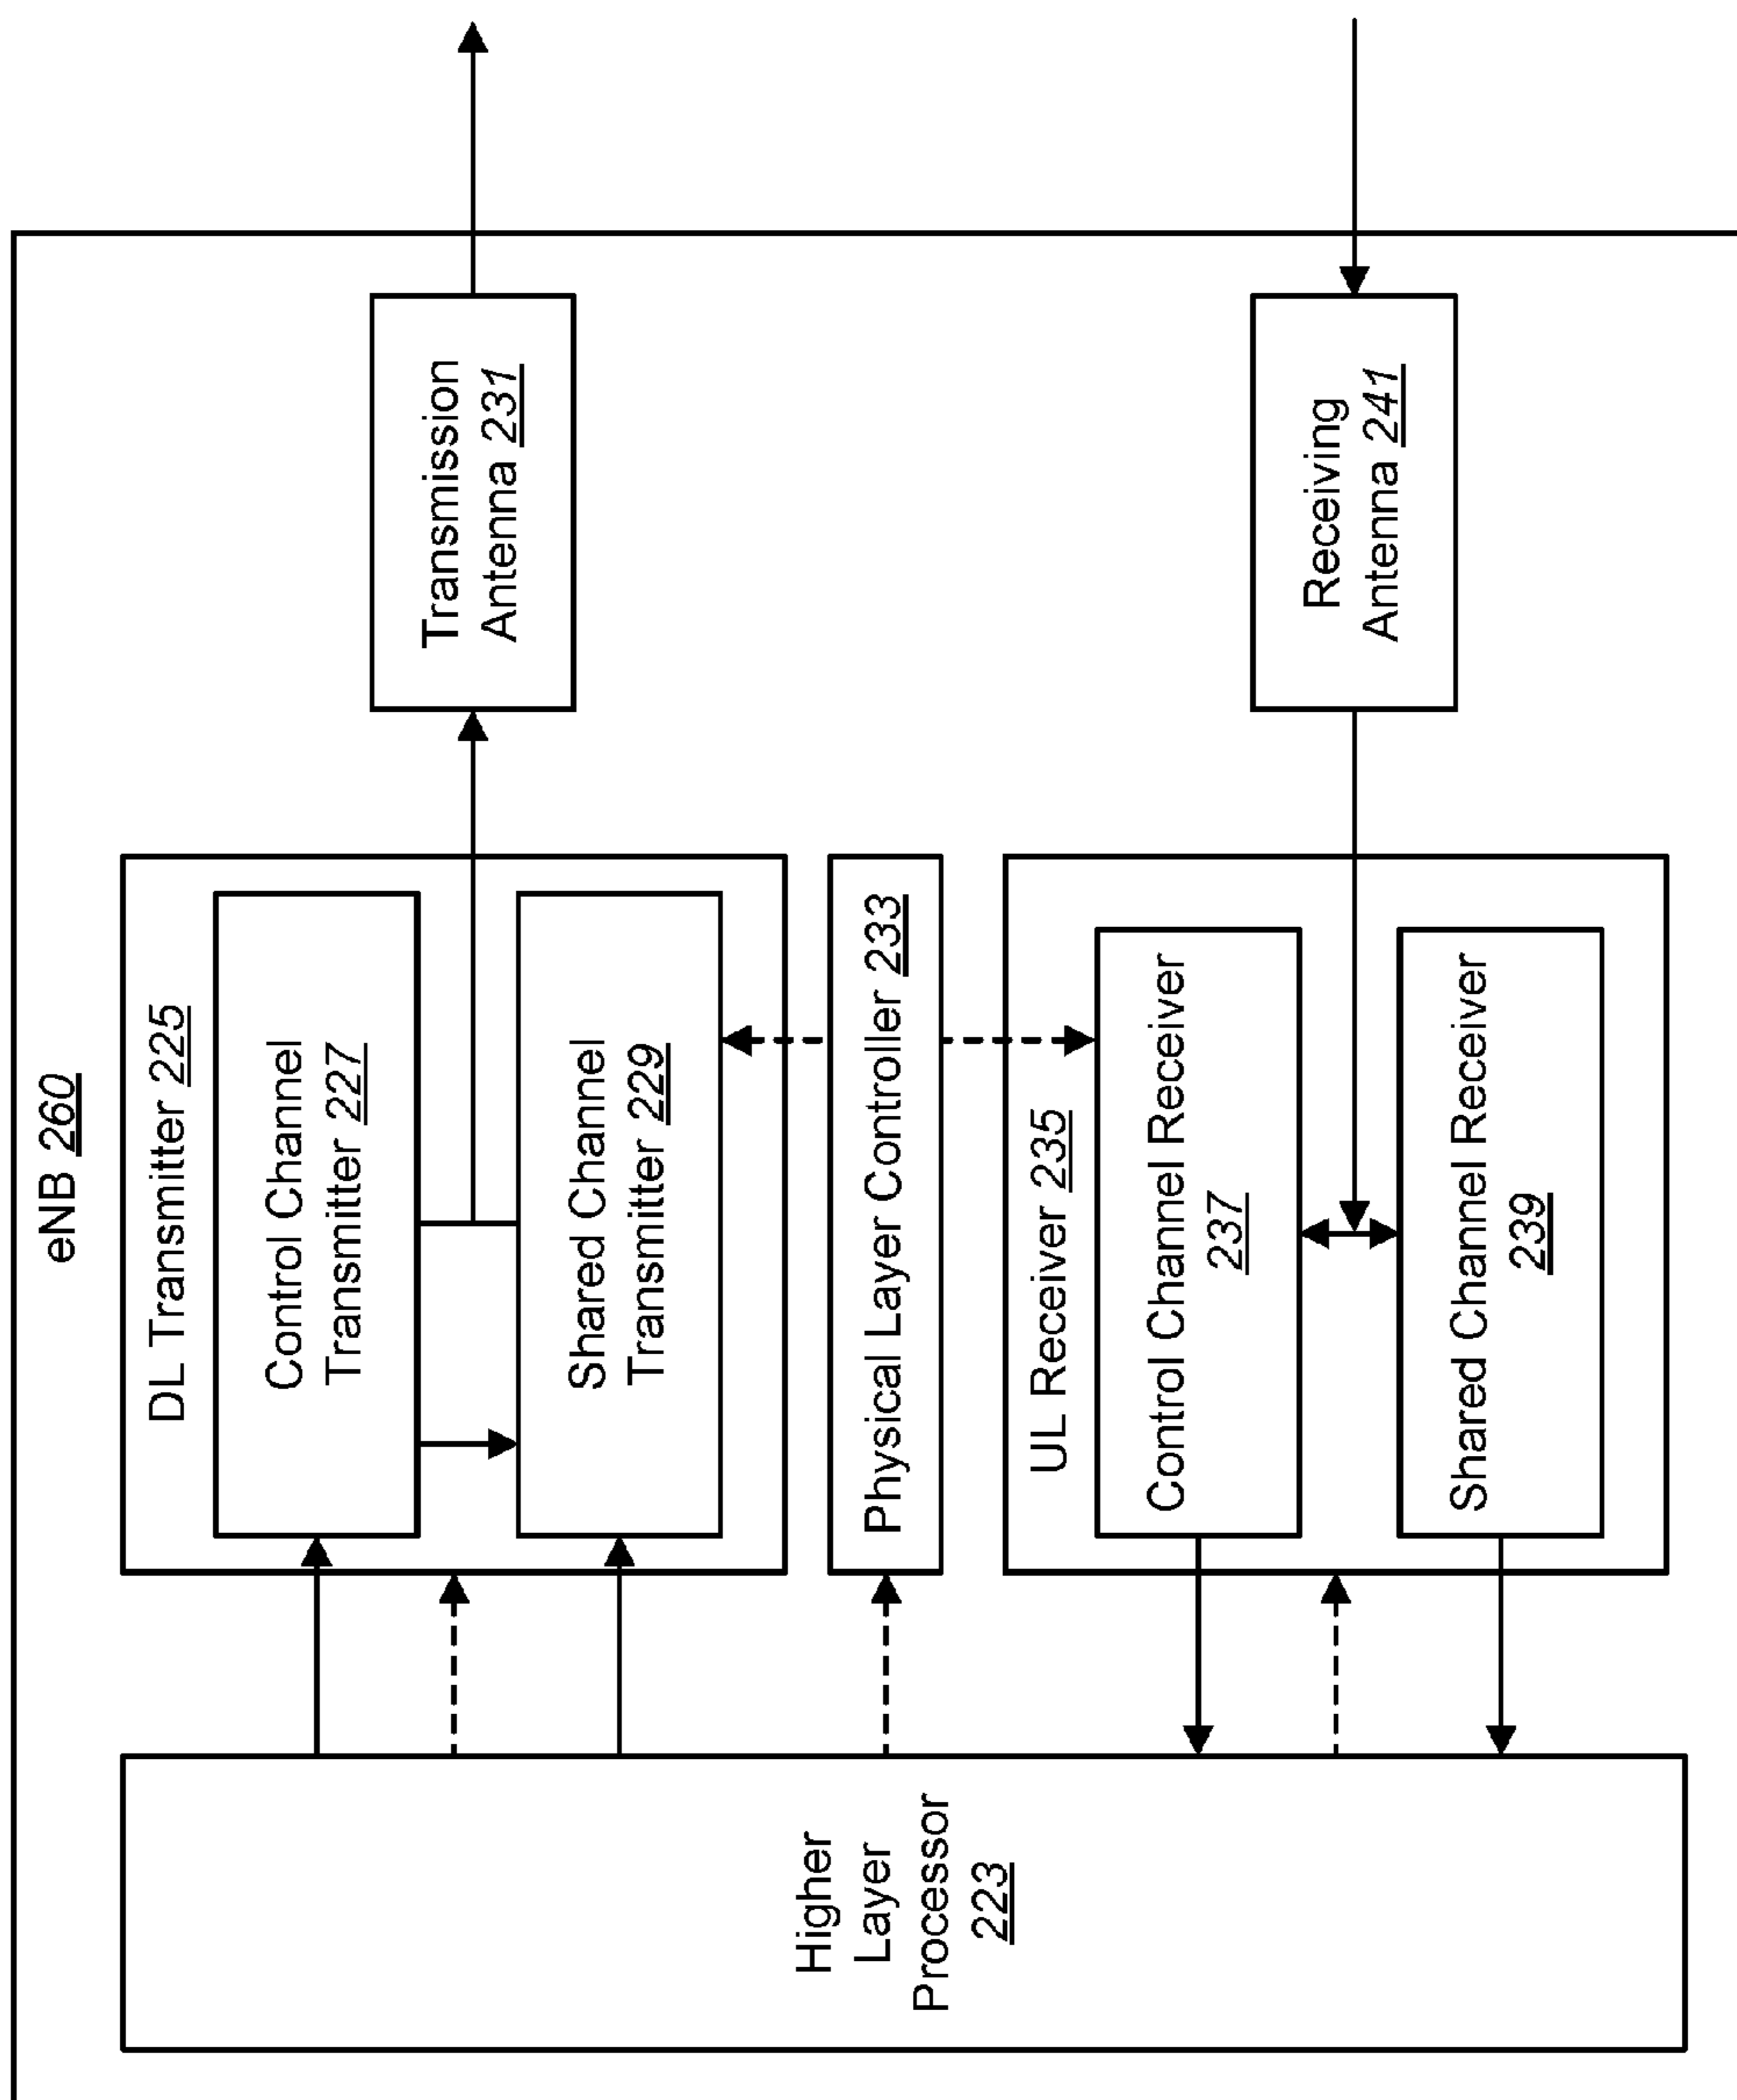 eNB 260
DL Transmitter 225
Control Channel
Transmitter 227
Shared Channel
Transmitter 229
Transmission
Antenna 231
Higher
Layer
Processor
223
Physical Layer Controller 233
UL Receiver 235
Control Channel Receiver
237
Shared Channel Receiver
239
Receiving
Antenna 241